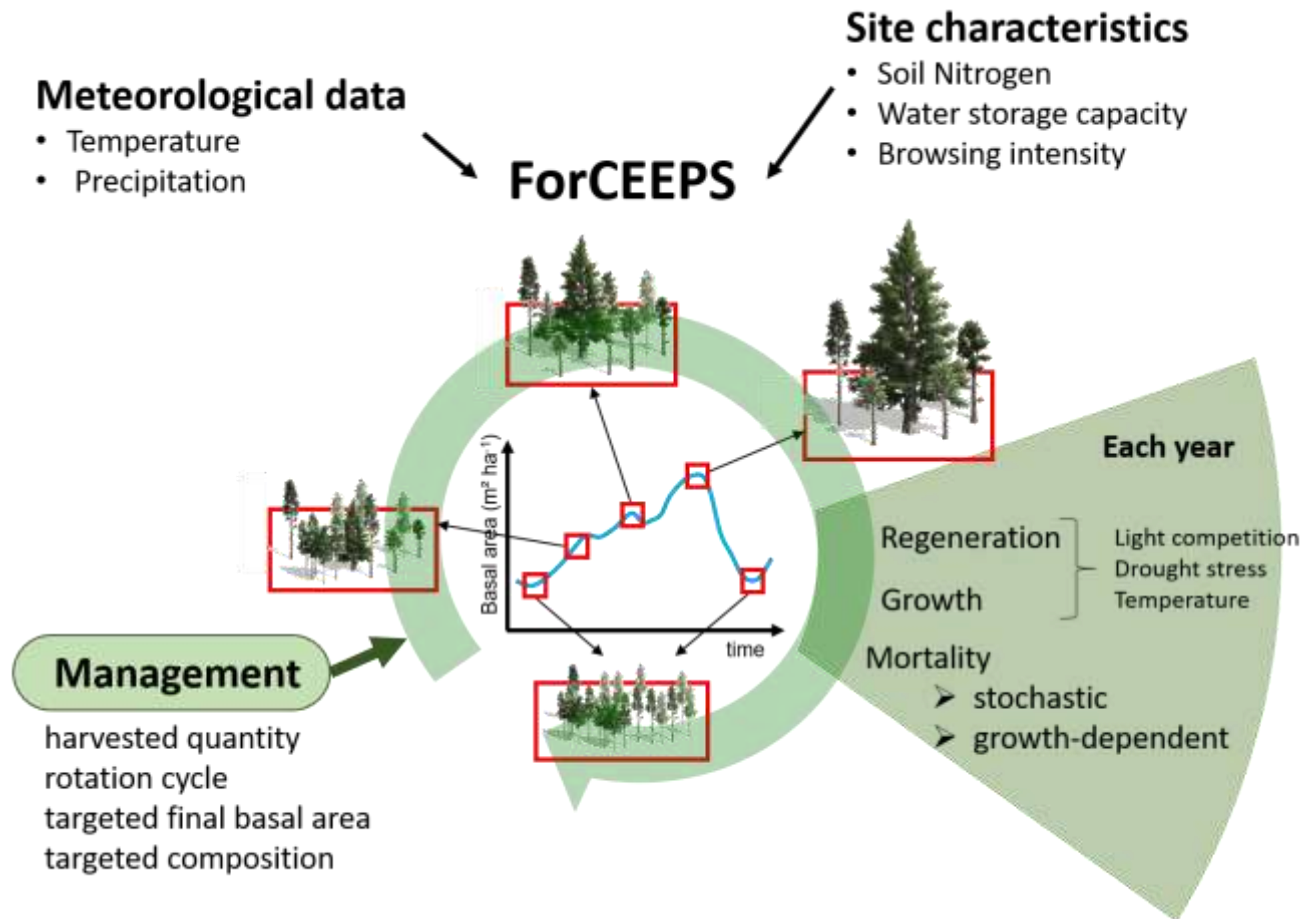 Site characteristics
• Soil Nitrogen
• Water storage capacity
• Browsing intensity
Meteorological data
• Temperature
• Precipitation
ForCEEPS
Basal area (m² ha⁻¹)
time
Each year
Regeneration
Growth
Light competition
Drought stress
Temperature
Mortality
➢ stochastic
➢ growth-dependent
Management
harvested quantity
rotation cycle
targeted final basal area
targeted composition